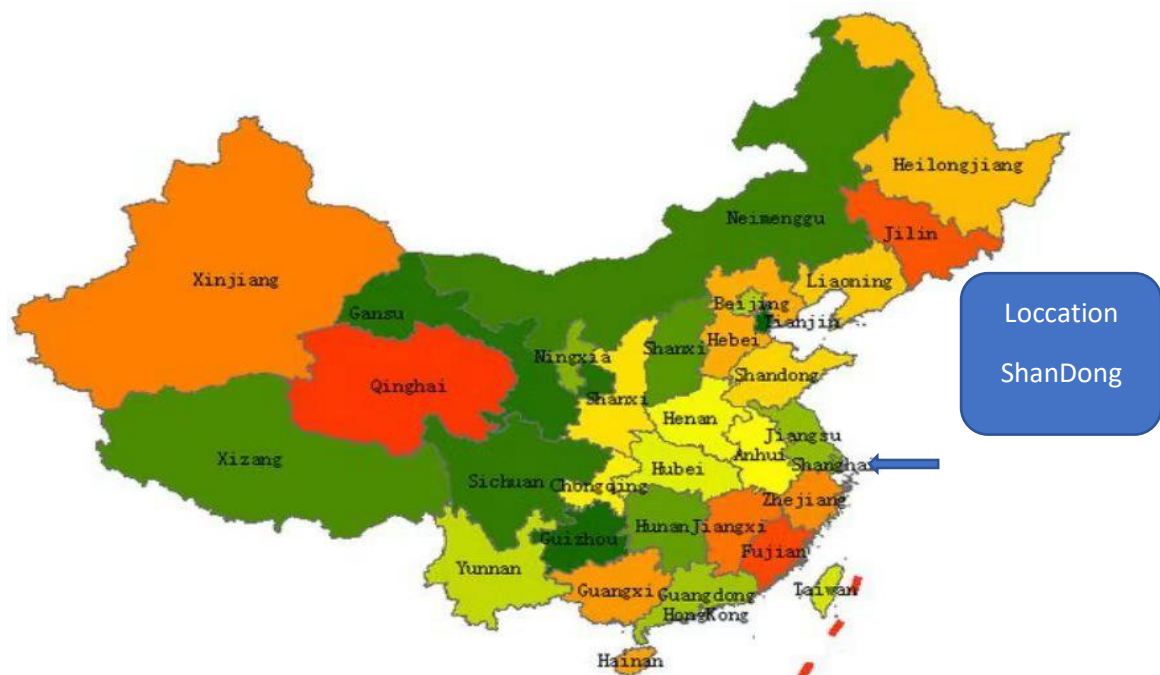 Heilongjiang
Neimenggu
Jilin
Xinjiang
Liaoning
Beijing
Gansu
Tianjin
Hebei
Shanxi
Ningxia
Shandong
Qinghai
Shanxi
Henan
Jiangsu
Anhui
Xizang
Hubei
Shanghai
Sichuan
Chongqing
Zhejiang
Hunan
Jiangxi
Guizhou
Fujian
Yunnan
Guangxi
Guangdong
Taiwan
HongKong
Hainan
Loccation
ShanDong